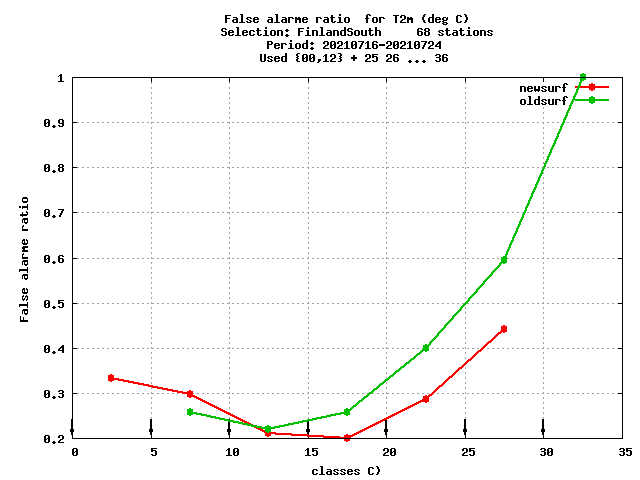 False alarme ratio  for T2m (deg C)
Selection: FinlandSouth     68 stations
Period: 20210716-20210724
Used {00,12} + 25 26 ... 36
newsurf
oldsurf
False alarme ratio
1
0.9
0.8
0.7
0.6
0.5
0.4
0.3
0.2
0 5 10 15 20 25 30 35
classes C)